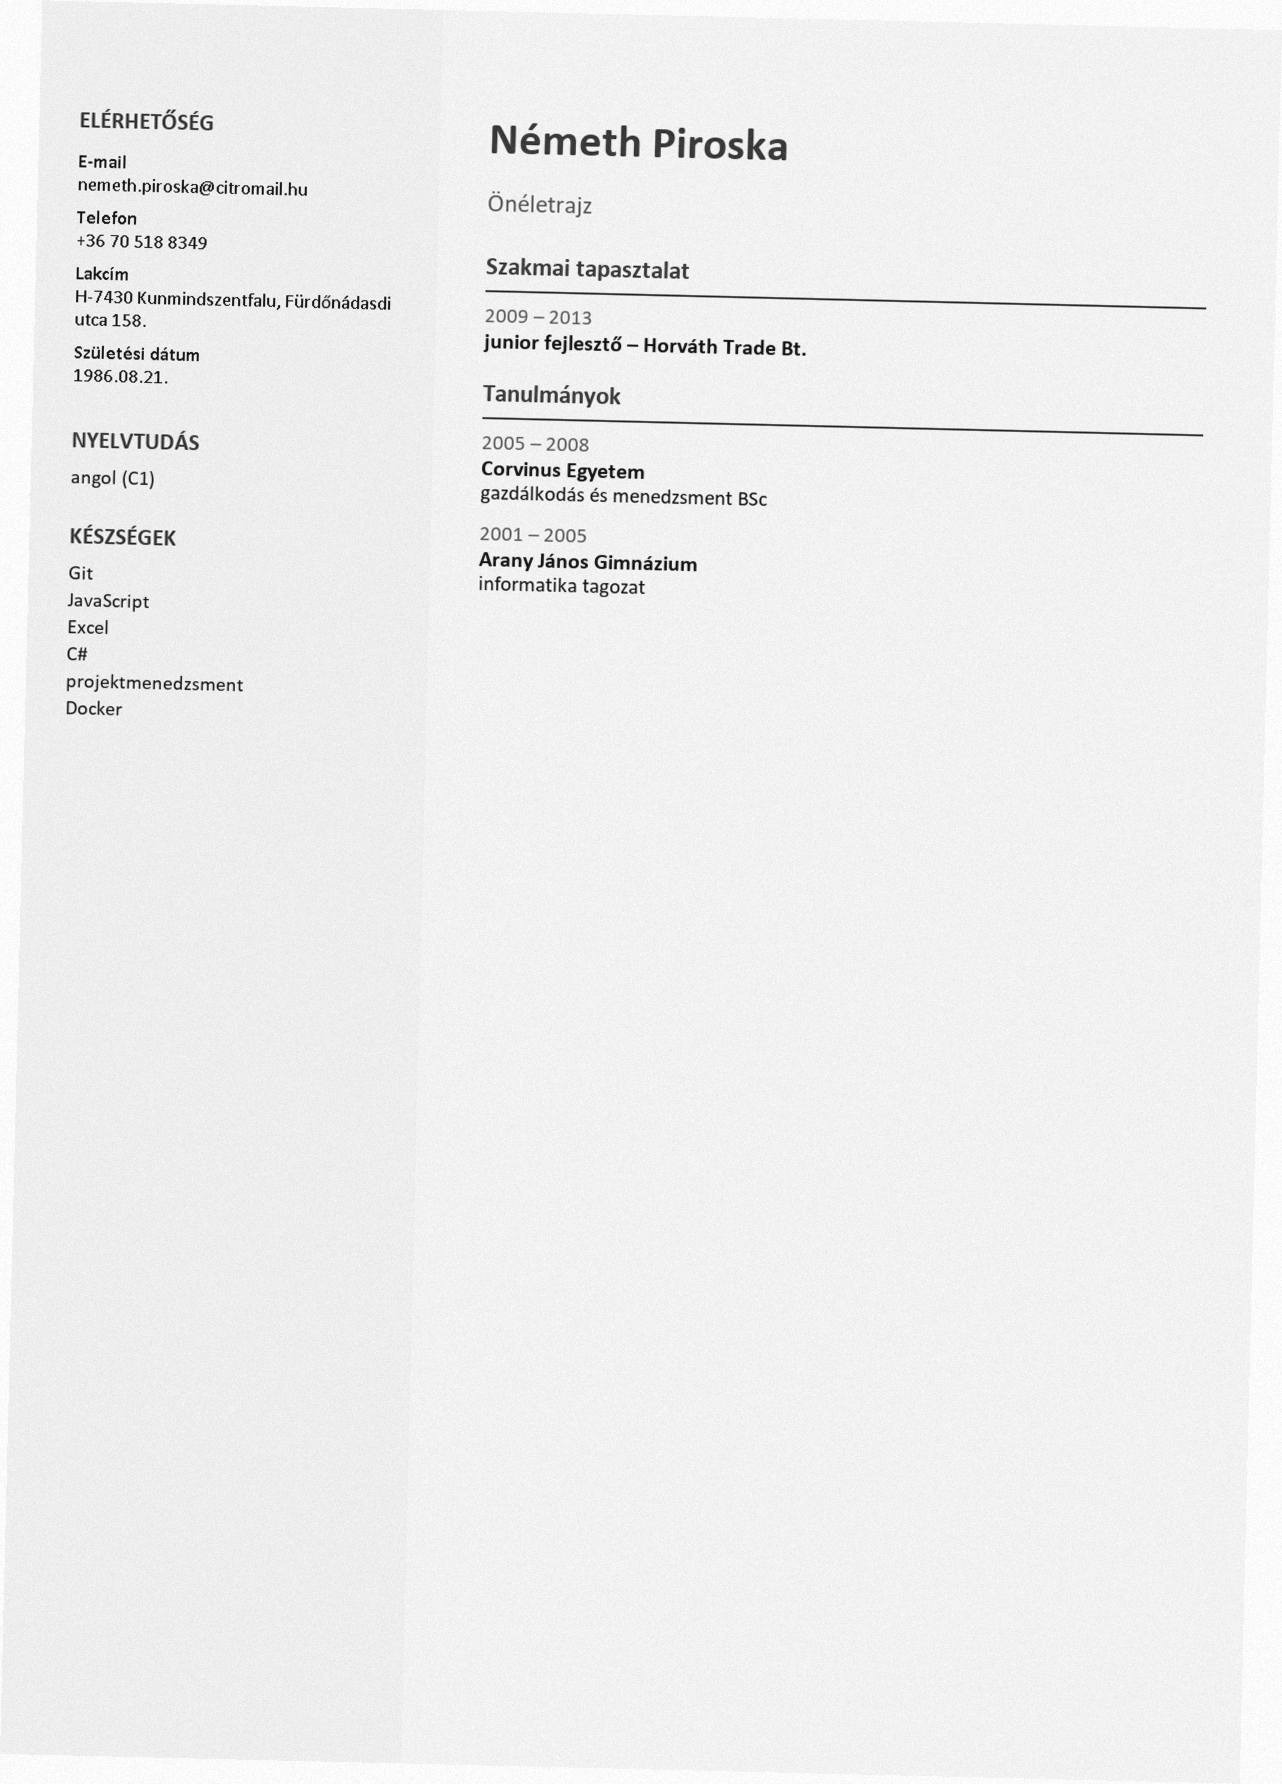 ELÉRHETŐSÉG
E-mail
nemeth.piroska@citromail.hu
Telefon
+36 70 518 8349
Lakcím
H-7430 Kunmindszentfalu, Fürdőnádasdi
utca 158.
Születési dátum
1986.08.21.
NYELVTUDÁS
angol (C1)
KÉSZSÉGEK
Git
JavaScript
Excel
C#
projektmenedzsment
Docker
Németh Piroska
Önéletrajz
Szakmai tapasztalat
2009 – 2013
junior fejlesztő – Horváth Trade Bt.
Tanulmányok
2005 – 2008
Corvinus Egyetem
gazdálkodás és menedzsment BSc
2001 – 2005
Arany János Gimnázium
informatika tagozat